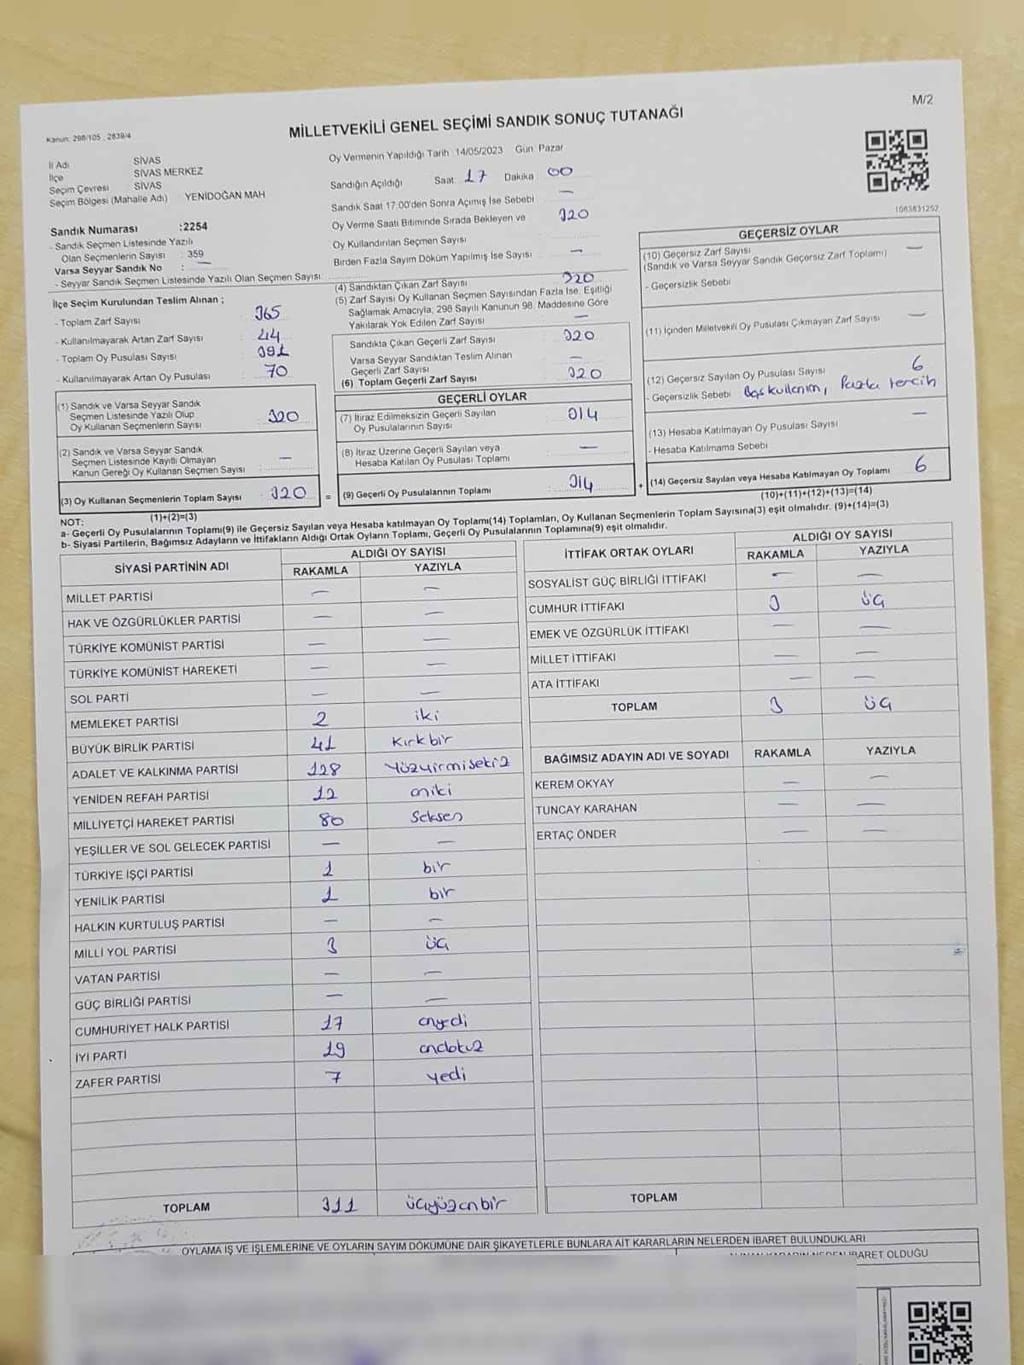 M/2
Kanun: 298/105 , 2839/4
MİLLETVEKİLİ GENEL SEÇİMİ SANDIK SONUÇ TUTANAĞI
İl Adı SİVAS
İlçe SİVAS MERKEZ
Seçim Çevresi SİVAS
Seçim Bölgesi (Mahalle Adı) YENİDOĞAN MAH
Sandık Numarası :2254
- Sandık Seçmen Listesinde Yazılı
Olan Seçmenlerin Sayısı : 359
Varsa Seyyar Sandık No : —
- Seyyar Sandık Seçmen Listesinde Yazılı Olan Seçmen Sayısı
Oy Vermenin Yapıldığı Tarih 14/05/2023 Gün Pazar
Sandığın Açıldığı Saat 17 Dakika 00
Sandık Saat 17:00'den Sonra Açımış İse Sebebi —
Oy Verme Saati Bitiminde Sırada Bekleyen ve
Oy Kullandırılan Seçmen Sayısı 320
Birden Fazla Sayım Döküm Yapılmış İse Sayısı —
1063831252
İlçe Seçim Kurulundan Teslim Alınan ;
- Toplam Zarf Sayısı : 365
- Kullanılmayarak Artan Zarf Sayısı : 44
- Toplam Oy Pusulası Sayısı : 391
- Kullanılmayarak Artan Oy Pusulası : 70
(1) Sandık ve Varsa Seyyar Sandık
Seçmen Listesinde Yazılı Olup
Oy Kullanan Seçmenlerin Sayısı : 320
(2) Sandık ve Varsa Seyyar Sandık
Seçmen Listesinde Kayıtlı Olmayan
Kanun Gereği Oy Kullanan Seçmen Sayısı —
(3) Oy Kullanan Seçmenlerin Toplam Sayısı : 320
(1)+(2)=(3)
(4) Sandıktan Çıkan Zarf Sayısı 320
(5) Zarf Sayısı Oy Kullanan Seçmen Sayısından Fazla İse, Eşitliği
Sağlamak Amacıyla, 298 Sayılı Kanunun 98. Maddesine Göre
Yakılarak Yok Edilen Zarf Sayısı —
Sandıkta Çıkan Geçerli Zarf Sayısı 320
Varsa Seyyar Sandıktan Teslim Alınan
Geçerli Zarf Sayısı —
(6) Toplam Geçerli Zarf Sayısı 320
GEÇERLİ OYLAR
(7) İtiraz Edilmeksizin Geçerli Sayılan
Oy Pusulalarının Sayısı 314
(8) İtiraz Üzerine Geçerli Sayılan veya
Hesaba Katılan Oy Pusulası Toplamı —
= (9) Geçerli Oy Pusulalarının Toplamı 314
GEÇERSİZ OYLAR
(10) Geçersiz Zarf Sayısı —
(Sandık ve Varsa Seyyar Sandık Geçersiz Zarf Toplamı)
- Geçersizlik Sebebi
(11) İçinden Milletvekili Oy Pusulası Çıkmayan Zarf Sayısı —
(12) Geçersiz Sayılan Oy Pusulası Sayısı 6
- Geçersizlik Sebebi Boş kullanım, Fazla tercih
(13) Hesaba Katılmayan Oy Pusulası Sayısı —
- Hesaba Katılmama Sebebi
+ (14) Geçersiz Sayılan veya Hesaba Katılmayan Oy Toplamı 6
(10)+(11)+(12)+(13)=(14)
NOT:
a- Geçerli Oy Pusulalarının Toplamı(9) ile Geçersiz Sayılan veya Hesaba katılmayan Oy Toplamı(14) Toplamları, Oy Kullanan Seçmenlerin Toplam Sayısına(3) eşit olmalıdır. (9)+(14)=(3)
b- Siyasi Partilerin, Bağımsız Adayların ve İttifakların Aldığı Ortak Oyların Toplamı, Geçerli Oy Pusulalarının Toplamına(9) eşit olmalıdır.
SİYASİ PARTİNİN ADI ALDIĞI OY SAYISI
RAKAMLA YAZIYLA
MİLLET PARTİSİ — —
HAK VE ÖZGÜRLÜKLER PARTİSİ — —
TÜRKİYE KOMÜNİST PARTİSİ — —
TÜRKİYE KOMÜNİST HAREKETİ — —
SOL PARTİ — —
MEMLEKET PARTİSİ 2 iki
BÜYÜK BİRLİK PARTİSİ 41 Kırkbir
ADALET VE KALKINMA PARTİSİ 128 Yüzyirmisekiz
YENİDEN REFAH PARTİSİ 12 oniki
MİLLİYETÇİ HAREKET PARTİSİ 80 Seksen
YEŞİLLER VE SOL GELECEK PARTİSİ — —
TÜRKİYE İŞÇİ PARTİSİ 1 bir
YENİLİK PARTİSİ 1 bir
HALKIN KURTULUŞ PARTİSİ — —
MİLLİ YOL PARTİSİ 3 üç
VATAN PARTİSİ — —
GÜÇ BİRLİĞİ PARTİSİ — —
CUMHURİYET HALK PARTİSİ 17 onyedi
İYİ PARTİ 19 ondokuz
ZAFER PARTİSİ 7 yedi
TOPLAM 311 üçyüzonbir
İTTİFAK ORTAK OYLARI ALDIĞI OY SAYISI
RAKAMLA YAZIYLA
SOSYALİST GÜÇ BİRLİĞİ İTTİFAKI — —
CUMHUR İTTİFAKI 3 üç
EMEK VE ÖZGÜRLÜK İTTİFAKI — —
MİLLET İTTİFAKI — —
ATA İTTİFAKI — —
TOPLAM 3 üç
BAĞIMSIZ ADAYIN ADI VE SOYADI RAKAMLA YAZIYLA
KEREM OKYAY — —
TUNCAY KARAHAN — —
ERTAÇ ÖNDER — —
TOPLAM
OYLAMA İŞ VE İŞLEMLERİNE VE OYLARIN SAYIM DÖKÜMÜNE DAİR ŞİKAYETLERLE BUNLARA AİT KARARLARIN NELERDEN İBARET BULUNDUKLARI
İBARET OLDUĞU